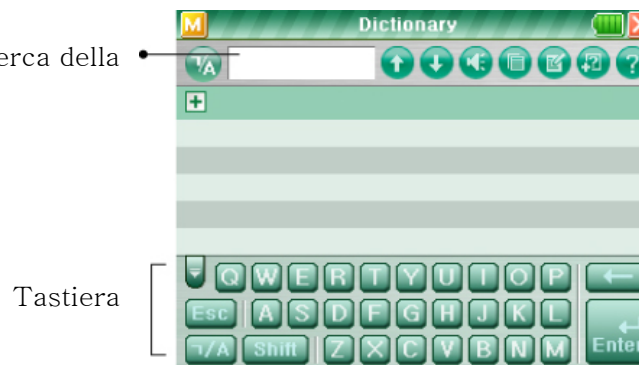 M Dictionary
erca della
ㄱ/A
Tastiera
Q W E R T Y U I O P
Esc A S D F G H J K L
ㄱ/A Shift Z X C V B N M Enter